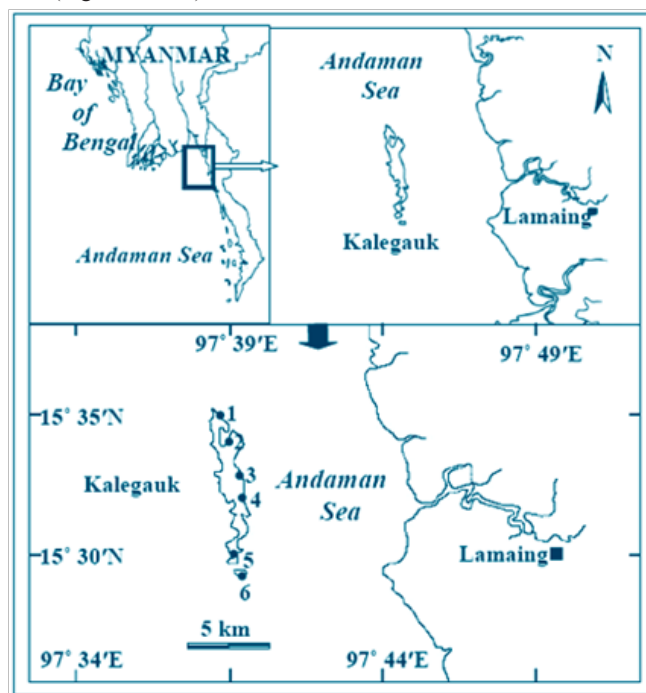 MYANMAR
Bay
of
Bengal
Andaman Sea
Andaman
Sea
N
Kalegauk
Lamaing
97° 39′E
97° 49′E
15° 35′N
1
2
3
4
Kalegauk
Andaman
Sea
15° 30′N
5
6
Lamaing
5 km
97° 34′E
97° 44′E